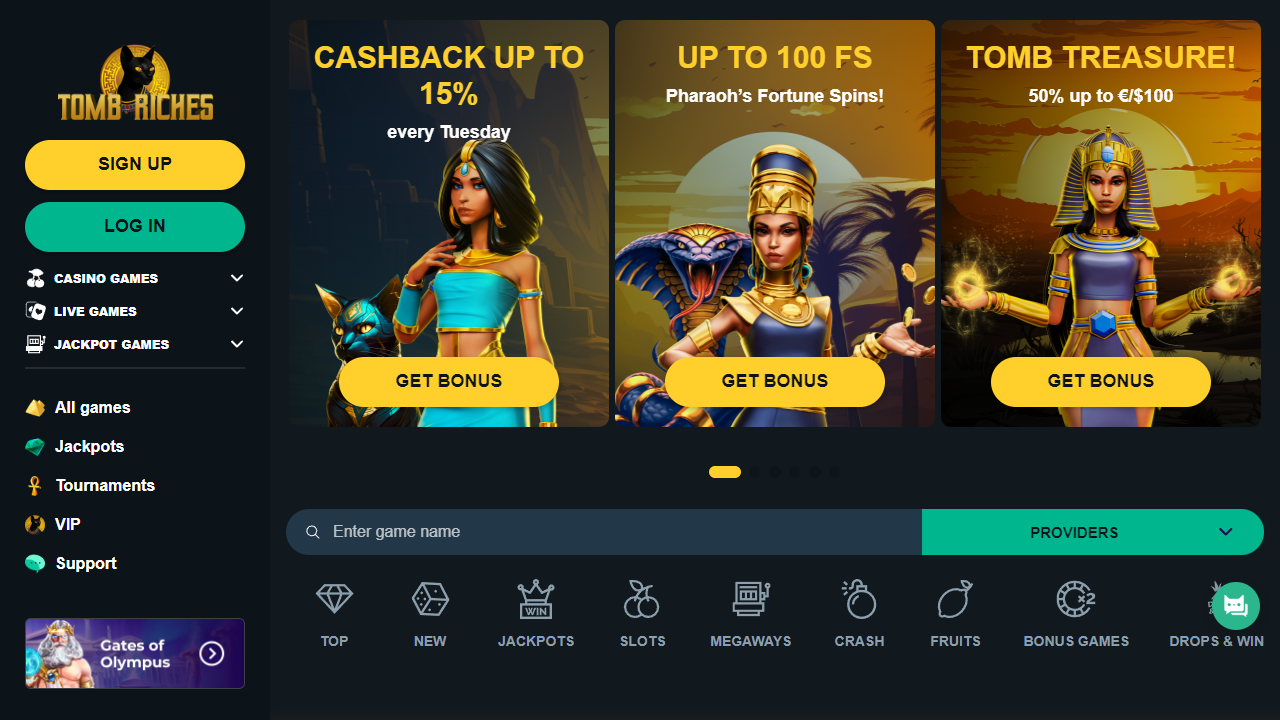 TOMB RICHES
SIGN UP
LOG IN
CASINO GAMES
LIVE GAMES
JACKPOT GAMES
All games
Jackpots
Tournaments
VIP
Support
Gates of
Olympus
CASHBACK UP TO
15%
every Tuesday
GET BONUS
UP TO 100 FS
Pharaoh’s Fortune Spins!
GET BONUS
TOMB TREASURE!
50% up to €/$100
GET BONUS
Enter game name
PROVIDERS
WIN
×2
TOP
NEW
JACKPOTS
SLOTS
MEGAWAYS
CRASH
FRUITS
BONUS GAMES
DROPS & WIN